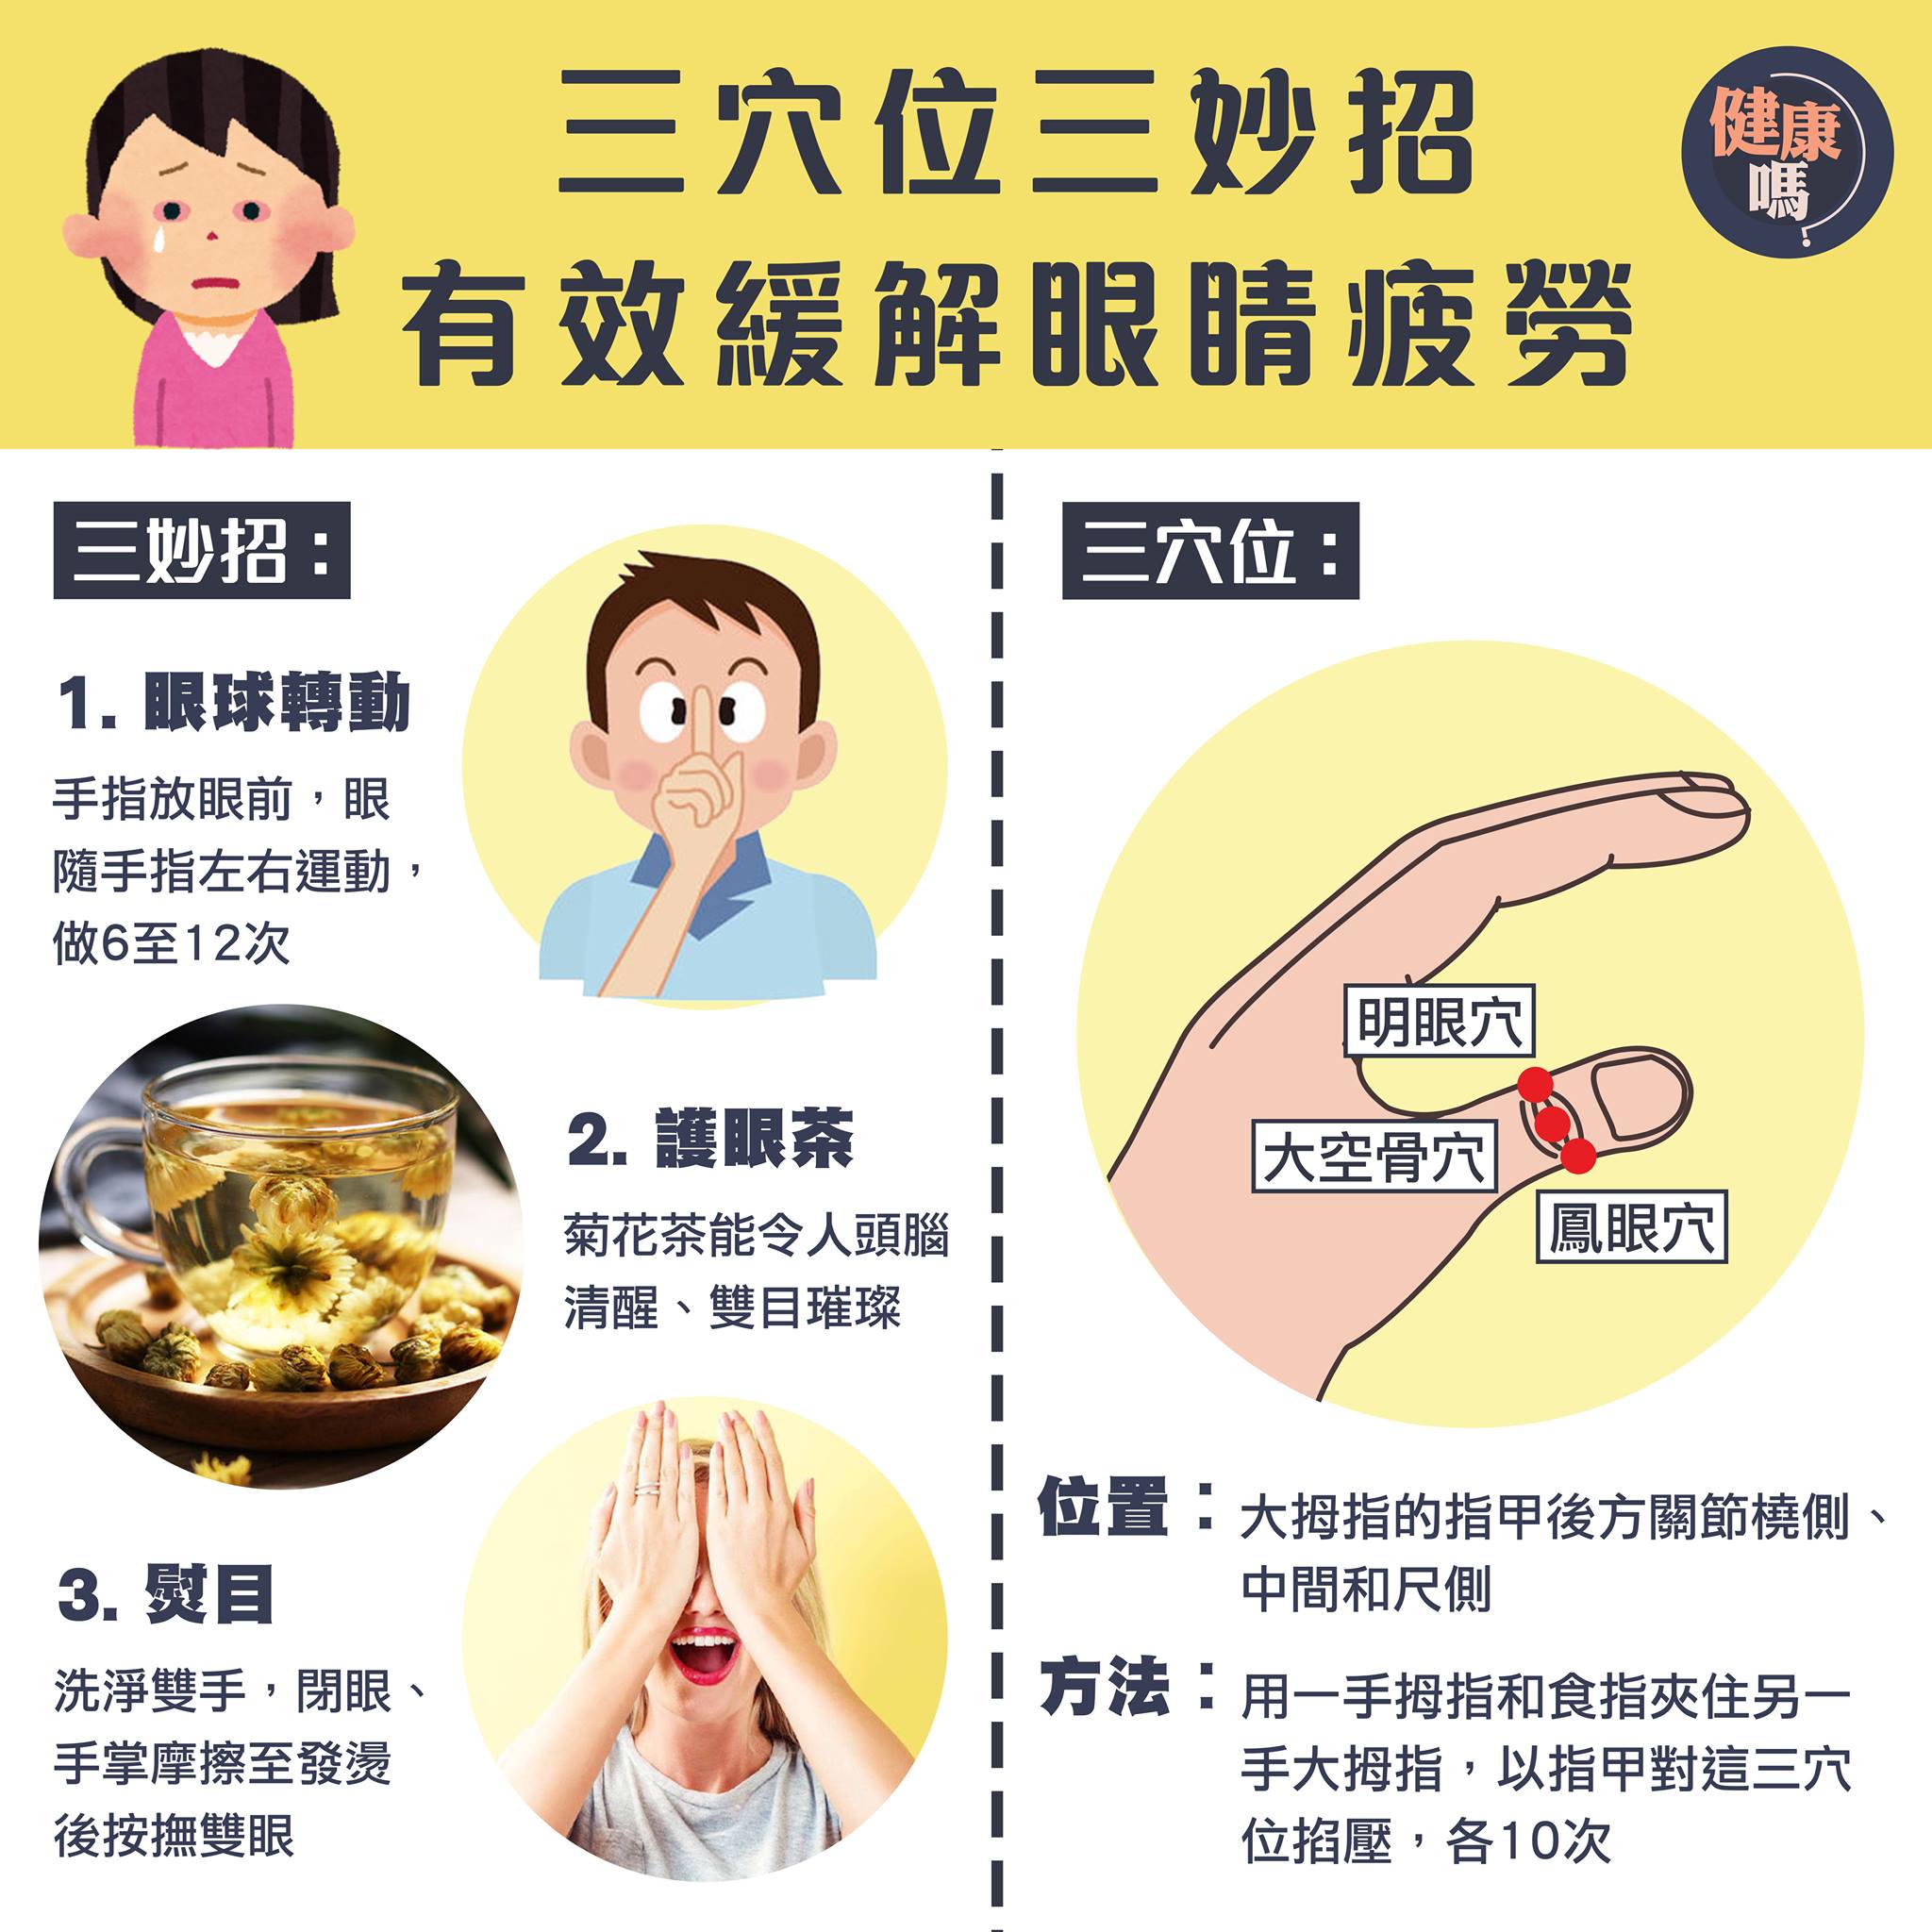 三穴位三妙招
有效緩解眼睛疲勞
健康
嗎?
三妙招：
1. 眼球轉動
手指放眼前，眼
隨手指左右運動，
做6至12次
2. 護眼茶
菊花茶能令人頭腦
清醒、雙目璀璨
3. 熨目
洗淨雙手，閉眼、
手掌摩擦至發燙
後按撫雙眼
三穴位：
明眼穴
大空骨穴
鳳眼穴
位置：大拇指的指甲後方關節橈側、
中間和尺側
方法：用一手拇指和食指夾住另一
手大拇指，以指甲對這三穴
位掐壓，各10次